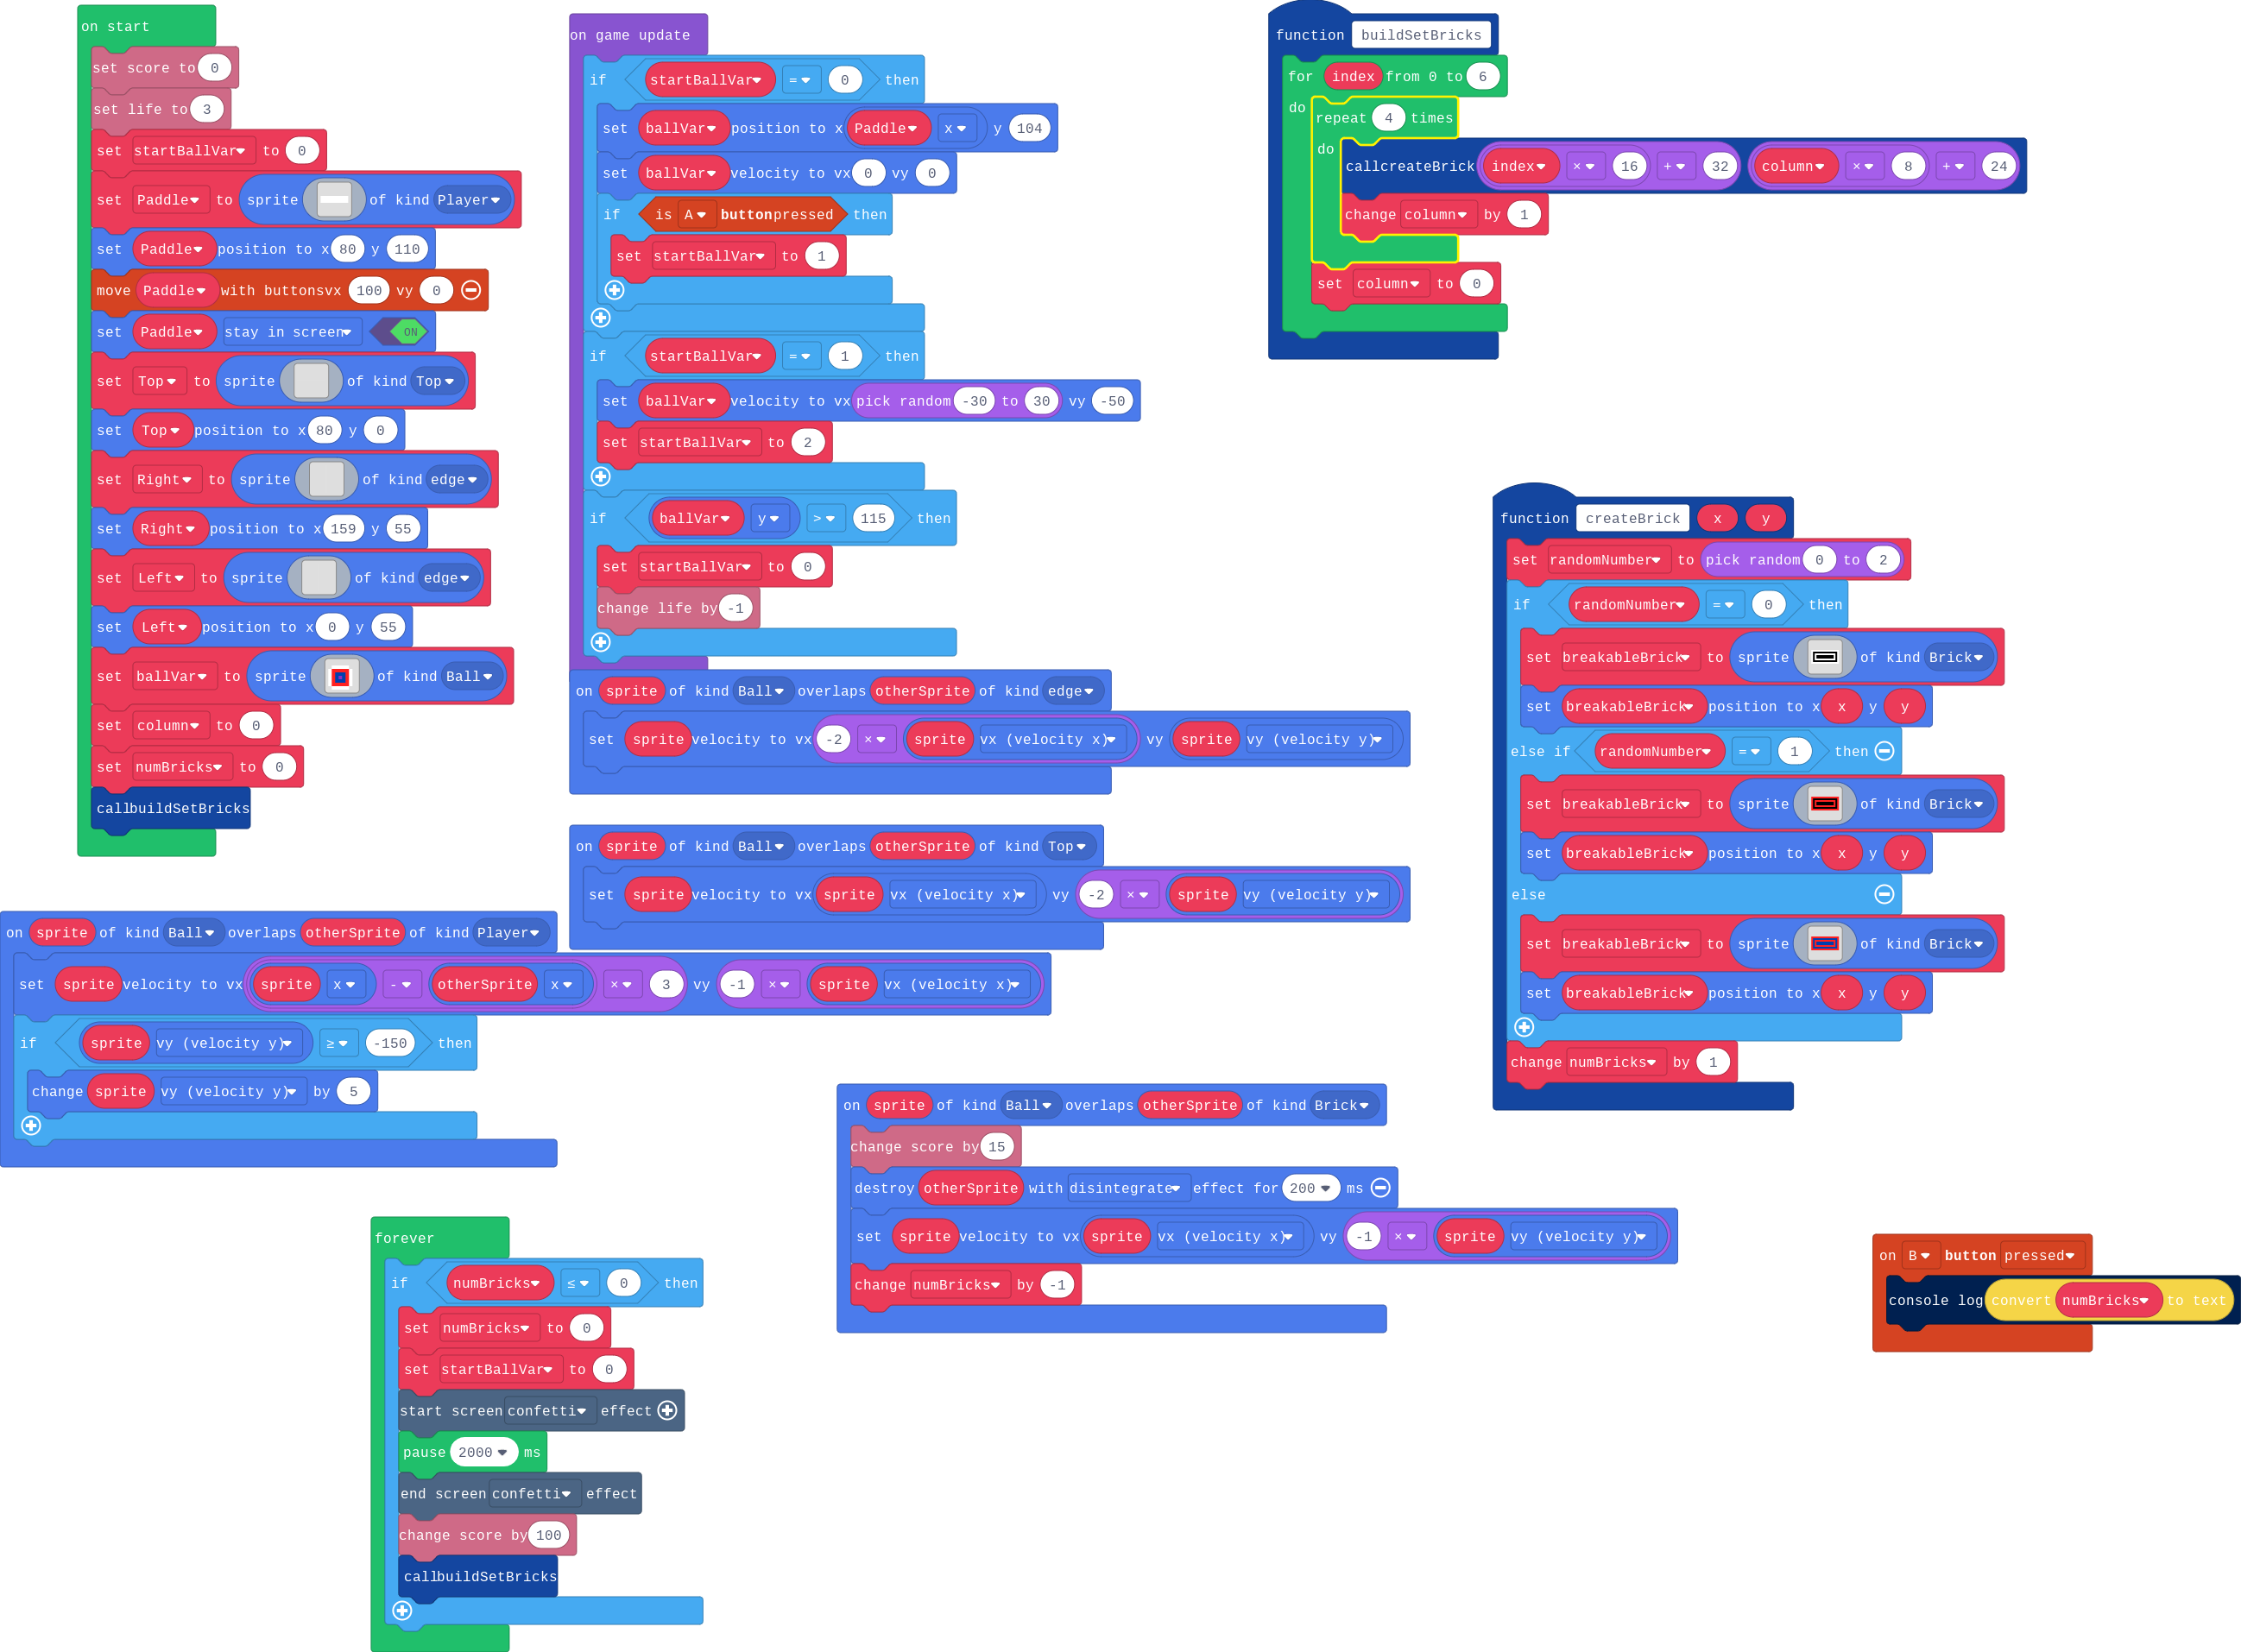 on start
set score to 0
set life to 3
set startBallVar to 0
set Paddle to sprite of kind Player
set Paddle position to x 80 y 110
move Paddle with buttonsvx 100 vy 0
set Paddle stay in screen ON
set Top to sprite of kind Top
set Top position to x 80 y 0
set Right to sprite of kind edge
set Right position to x 159 y 55
set Left to sprite of kind edge
set Left position to x 0 y 55
set ballVar to sprite of kind Ball
set column to 0
set numBricks to 0
callbuildSetBricks
on game update
if startBallVar = 0 then
set ballVar position to x Paddle x y 104
set ballVar velocity to vx 0 vy 0
if is A button pressed then
set startBallVar to 1
if startBallVar = 1 then
set ballVar velocity to vx pick random -30 to 30 vy -50
set startBallVar to 2
if ballVar y > 115 then
set startBallVar to 0
change life by -1
on sprite of kind Ball overlaps otherSprite of kind edge
set sprite velocity to vx -2 × sprite vx (velocity x) vy sprite vy (velocity y)
on sprite of kind Ball overlaps otherSprite of kind Top
set sprite velocity to vx sprite vx (velocity x) vy -2 × sprite vy (velocity y)
on sprite of kind Ball overlaps otherSprite of kind Player
set sprite velocity to vx sprite x - otherSprite x × 3 vy -1 × sprite vx (velocity x)
if sprite vy (velocity y) ≥ -150 then
change sprite vy (velocity y) by 5
function buildSetBricks
for index from 0 to 6
do
repeat 4 times
do
callcreateBrick index × 16 + 32 column × 8 + 24
change column by 1
set column to 0
function createBrick x y
set randomNumber to pick random 0 to 2
if randomNumber = 0 then
set breakableBrick to sprite of kind Brick
set breakableBrick position to x x y y
else if randomNumber = 1 then
set breakableBrick to sprite of kind Brick
set breakableBrick position to x x y y
else
set breakableBrick to sprite of kind Brick
set breakableBrick position to x x y y
change numBricks by 1
on sprite of kind Ball overlaps otherSprite of kind Brick
change score by 15
destroy otherSprite with disintegrate effect for 200 ms
set sprite velocity to vx sprite vx (velocity x) vy -1 × sprite vy (velocity y)
change numBricks by -1
forever
if numBricks ≤ 0 then
set numBricks to 0
set startBallVar to 0
start screen confetti effect
pause 2000 ms
end screen confetti effect
change score by 100
callbuildSetBricks
on B button pressed
console log convert numBricks to text